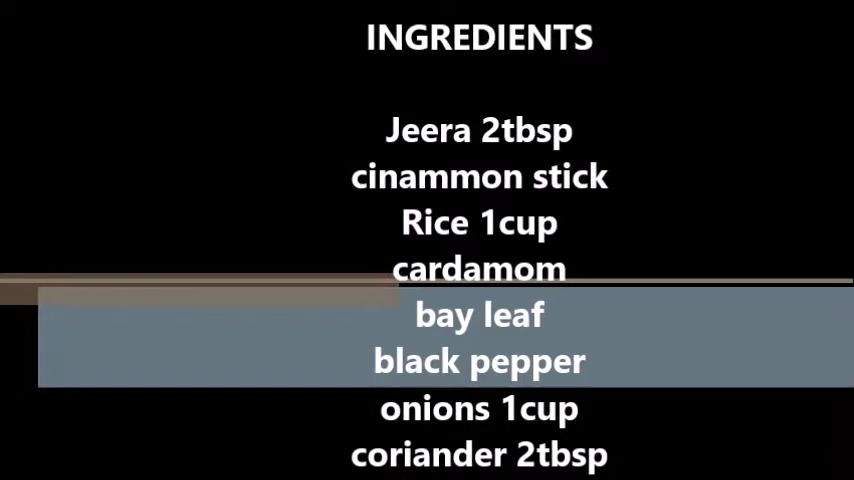 INGREDIENTS
Jeera 2tbsp
cinammon stick
Rice 1cup
cardamom
bay leaf
black pepper
onions 1cup
coriander 2tbsp